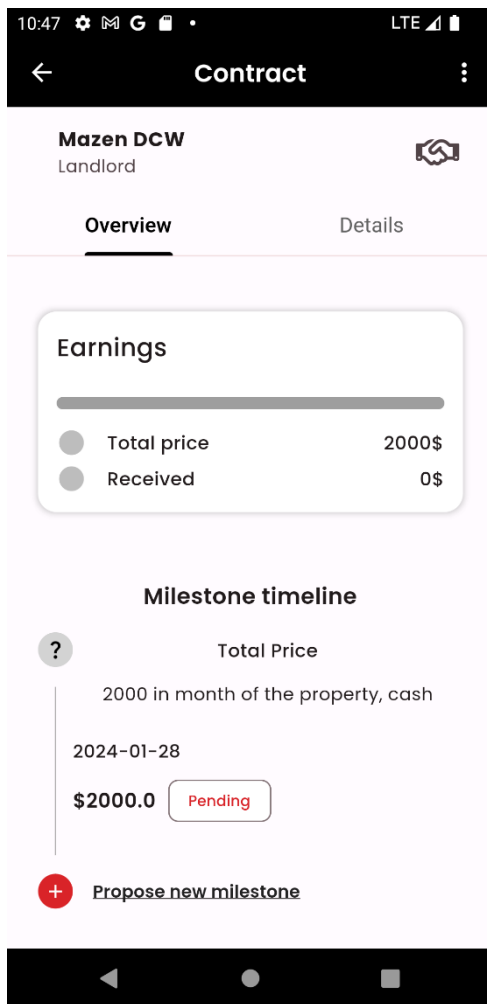 10:47 G LTE
Contract
Mazen DCW
Landlord
Overview Details
Earnings
Total price 2000$
Received 0$
Milestone timeline
? Total Price
2000 in month of the property, cash
2024-01-28
$2000.0 Pending
+ Propose new milestone